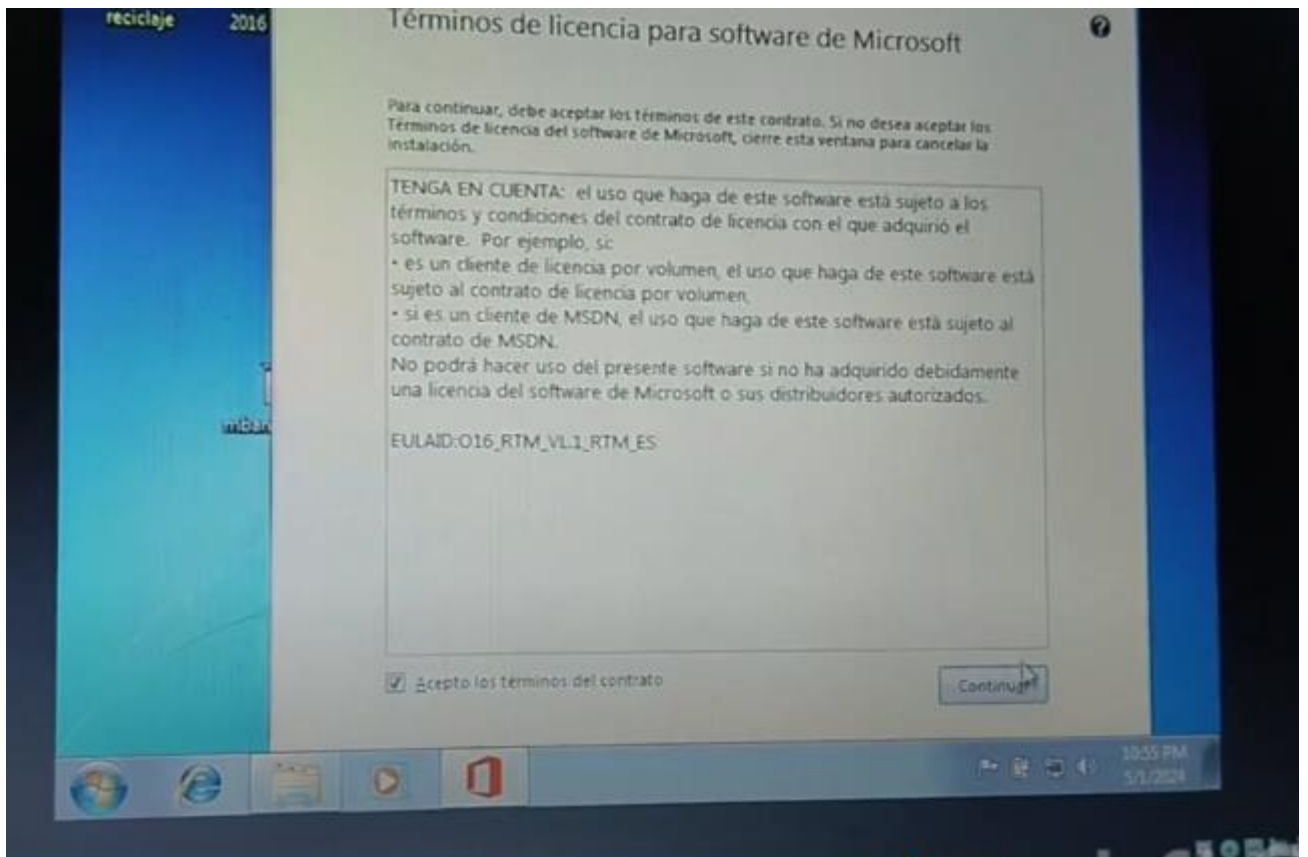 reciclaje
2016
Términos de licencia para software de Microsoft
Para continuar, debe aceptar los términos de este contrato. Si no desea aceptar los
Términos de licencia del software de Microsoft, cierre esta ventana para cancelar la
instalación.
TENGA EN CUENTA: el uso que haga de este software está sujeto a los
términos y condiciones del contrato de licencia con el que adquirió el
software. Por ejemplo, si:
• es un cliente de licencia por volumen, el uso que haga de este software está
sujeto al contrato de licencia por volumen,
• si es un cliente de MSDN, el uso que haga de este software está sujeto al
contrato de MSDN.
No podrá hacer uso del presente software si no ha adquirido debidamente
una licencia del software de Microsoft o sus distribuidores autorizados.
EULAID:O16_RTM_VL.1_RTM_ES
Acepto los términos del contrato
Continuar
10:55 PM
5/1/2024